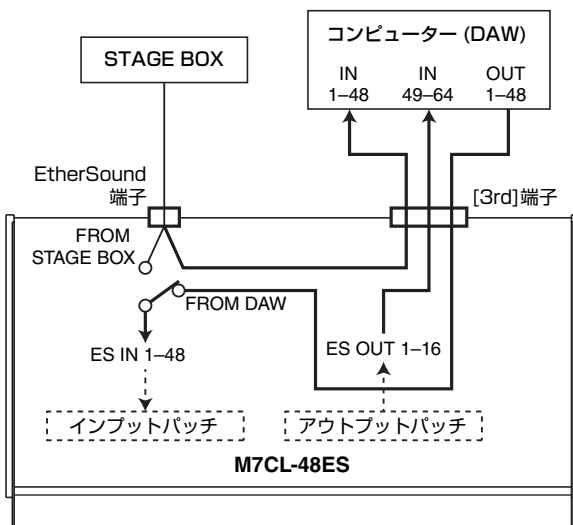 STAGE BOX
コンピューター (DAW)
IN
1–48
IN
49–64
OUT
1–48
EtherSound
端子
[3rd]端子
FROM
STAGE BOX
FROM DAW
ES IN 1–48
ES OUT 1–16
インプットパッチ
アウトプットパッチ
M7CL-48ES